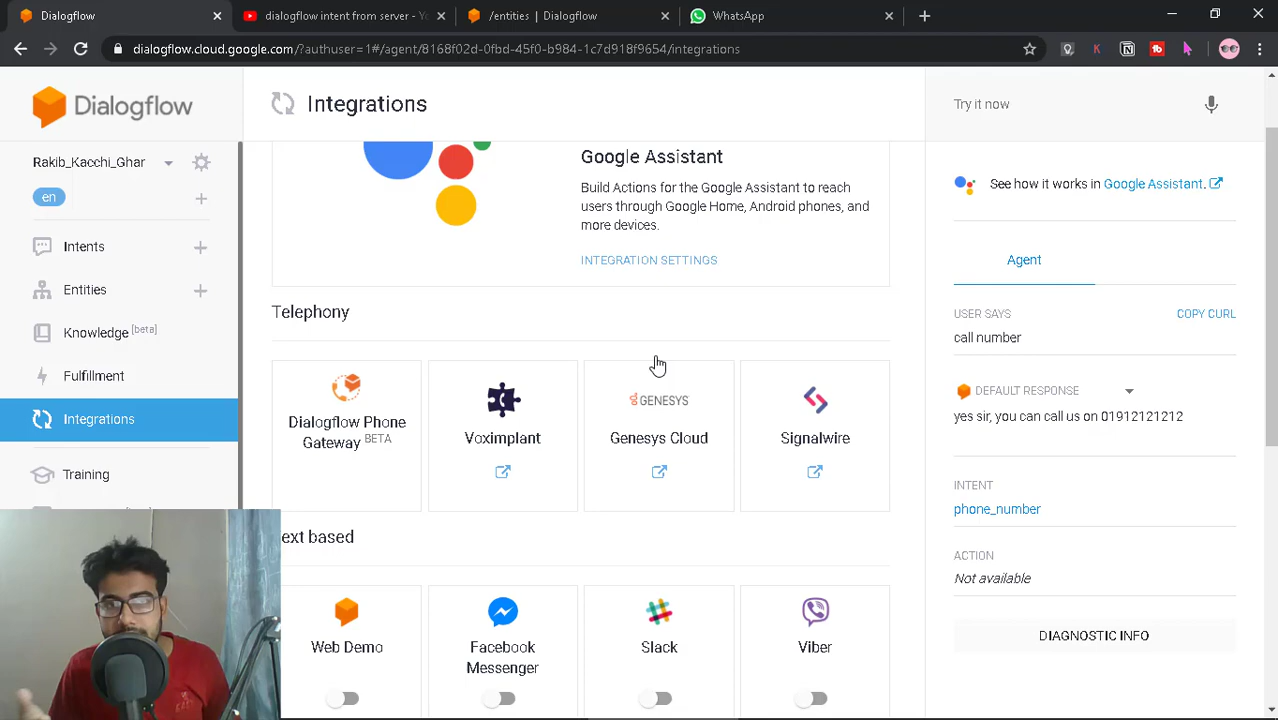 Dialogflow
dialogflow intent from server - Y
/entities | Dialogflow
WhatsApp
dialogflow.cloud.google.com/?authuser=1#/agent/8168f02d-0fbd-45f0-b984-1c7d918f9654/integrations
Dialogflow
Rakib_Kacchi_Ghar
en
Intents
Entities
Knowledge [beta]
Fulfillment
Integrations
Training
Integrations
Google Assistant
Build Actions for the Google Assistant to reach
users through Google Home, Android phones, and
more devices.
INTEGRATION SETTINGS
Telephony
Dialogflow Phone
Gateway BETA
Voximplant
GENESYS
Genesys Cloud
Signalwire
ext based
Web Demo
Facebook
Messenger
Slack
Viber
Try it now
See how it works in Google Assistant.
Agent
USER SAYS
COPY CURL
call number
DEFAULT RESPONSE
yes sir, you can call us on 01912121212
INTENT
phone_number
ACTION
Not available
DIAGNOSTIC INFO